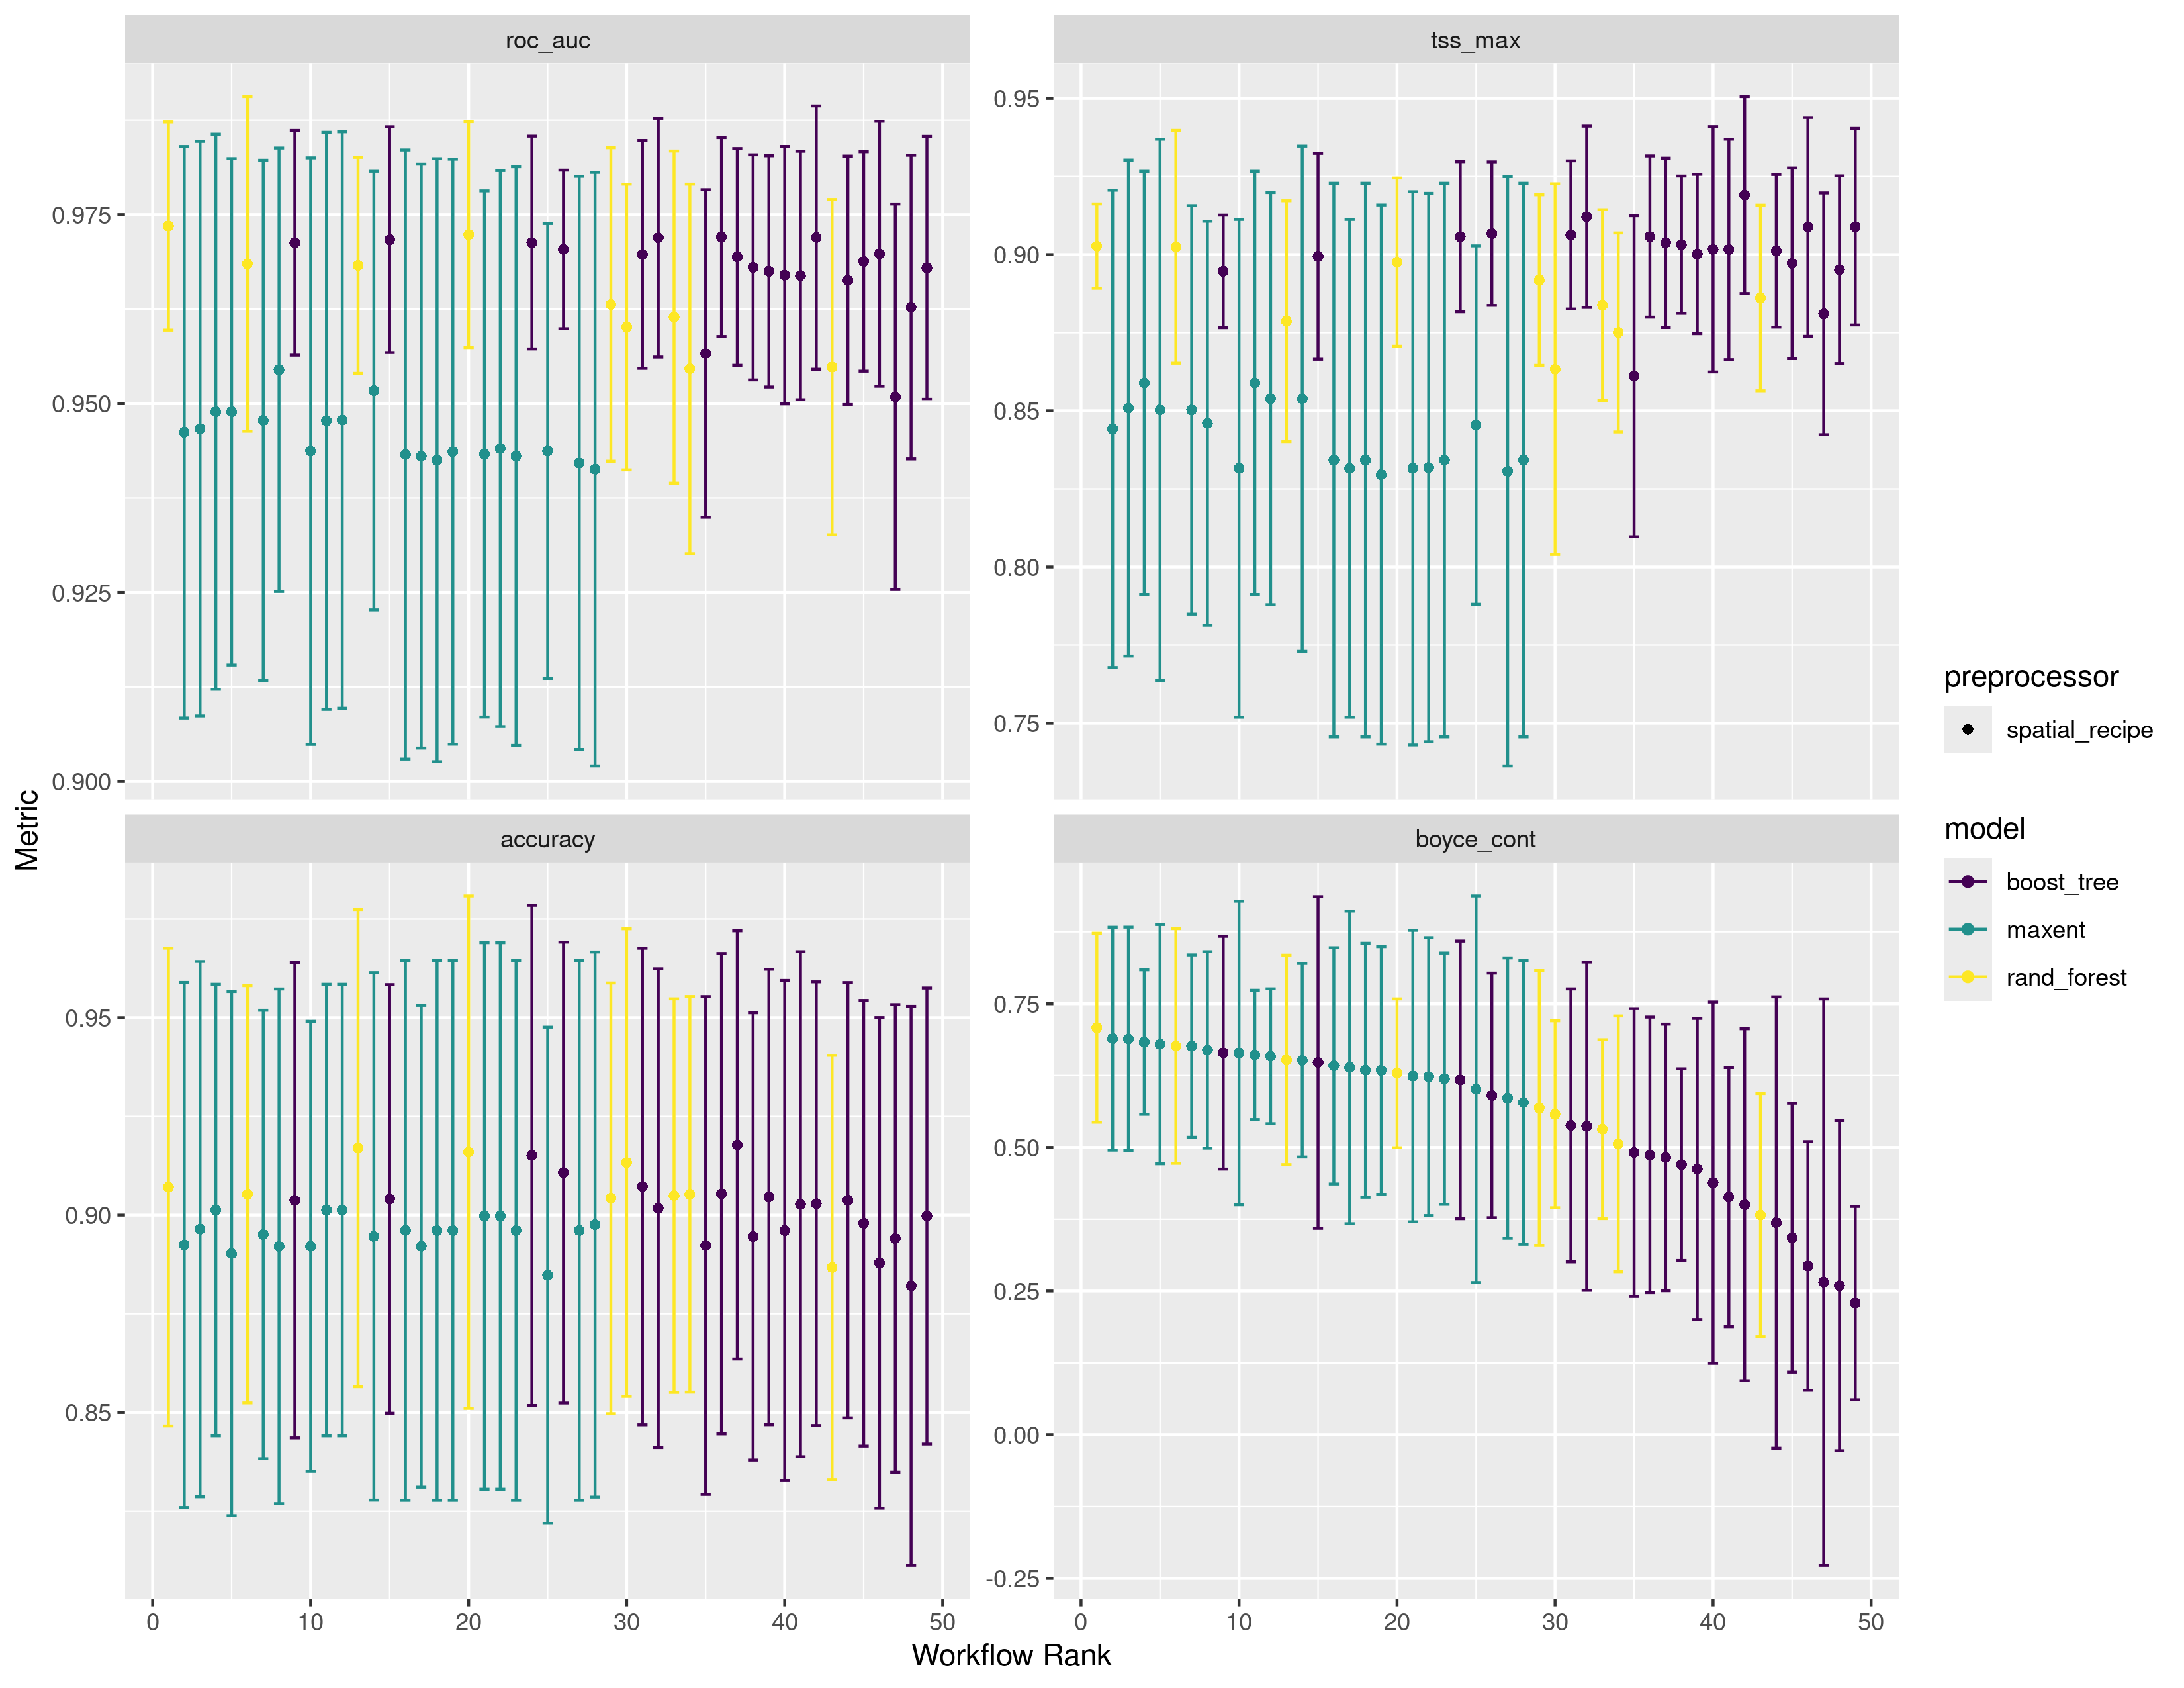 roc_auc
tss_max
0.975
0.950
0.925
0.900
0.95
0.90
0.85
0.80
0.75
accuracy
boyce_cont
0.95
0.90
0.85
0.75
0.50
0.25
0.00
-0.25
0 10 20 30 40 50
0 10 20 30 40 50
Workflow Rank
Metric
preprocessor
spatial_recipe
model
boost_tree
maxent
rand_forest